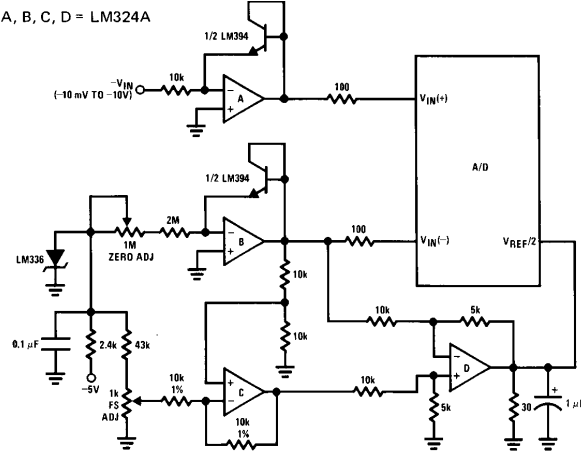 A, B, C, D = LM324A
1/2 LM394
−VIN
(−10 mV TO −10V)
10k
−
+
A
100
VIN(+)
A/D
1/2 LM394
2M
1M
ZERO ADJ
−
+
B
100
VIN(−)
VREF/2
LM336
10k
10k
10k
5k
0.1 µF
2.4k
43k
−5V
1k
FS
ADJ
10k
1%
+
−
C
10k
1%
10k
−
+
D
5k
30
+